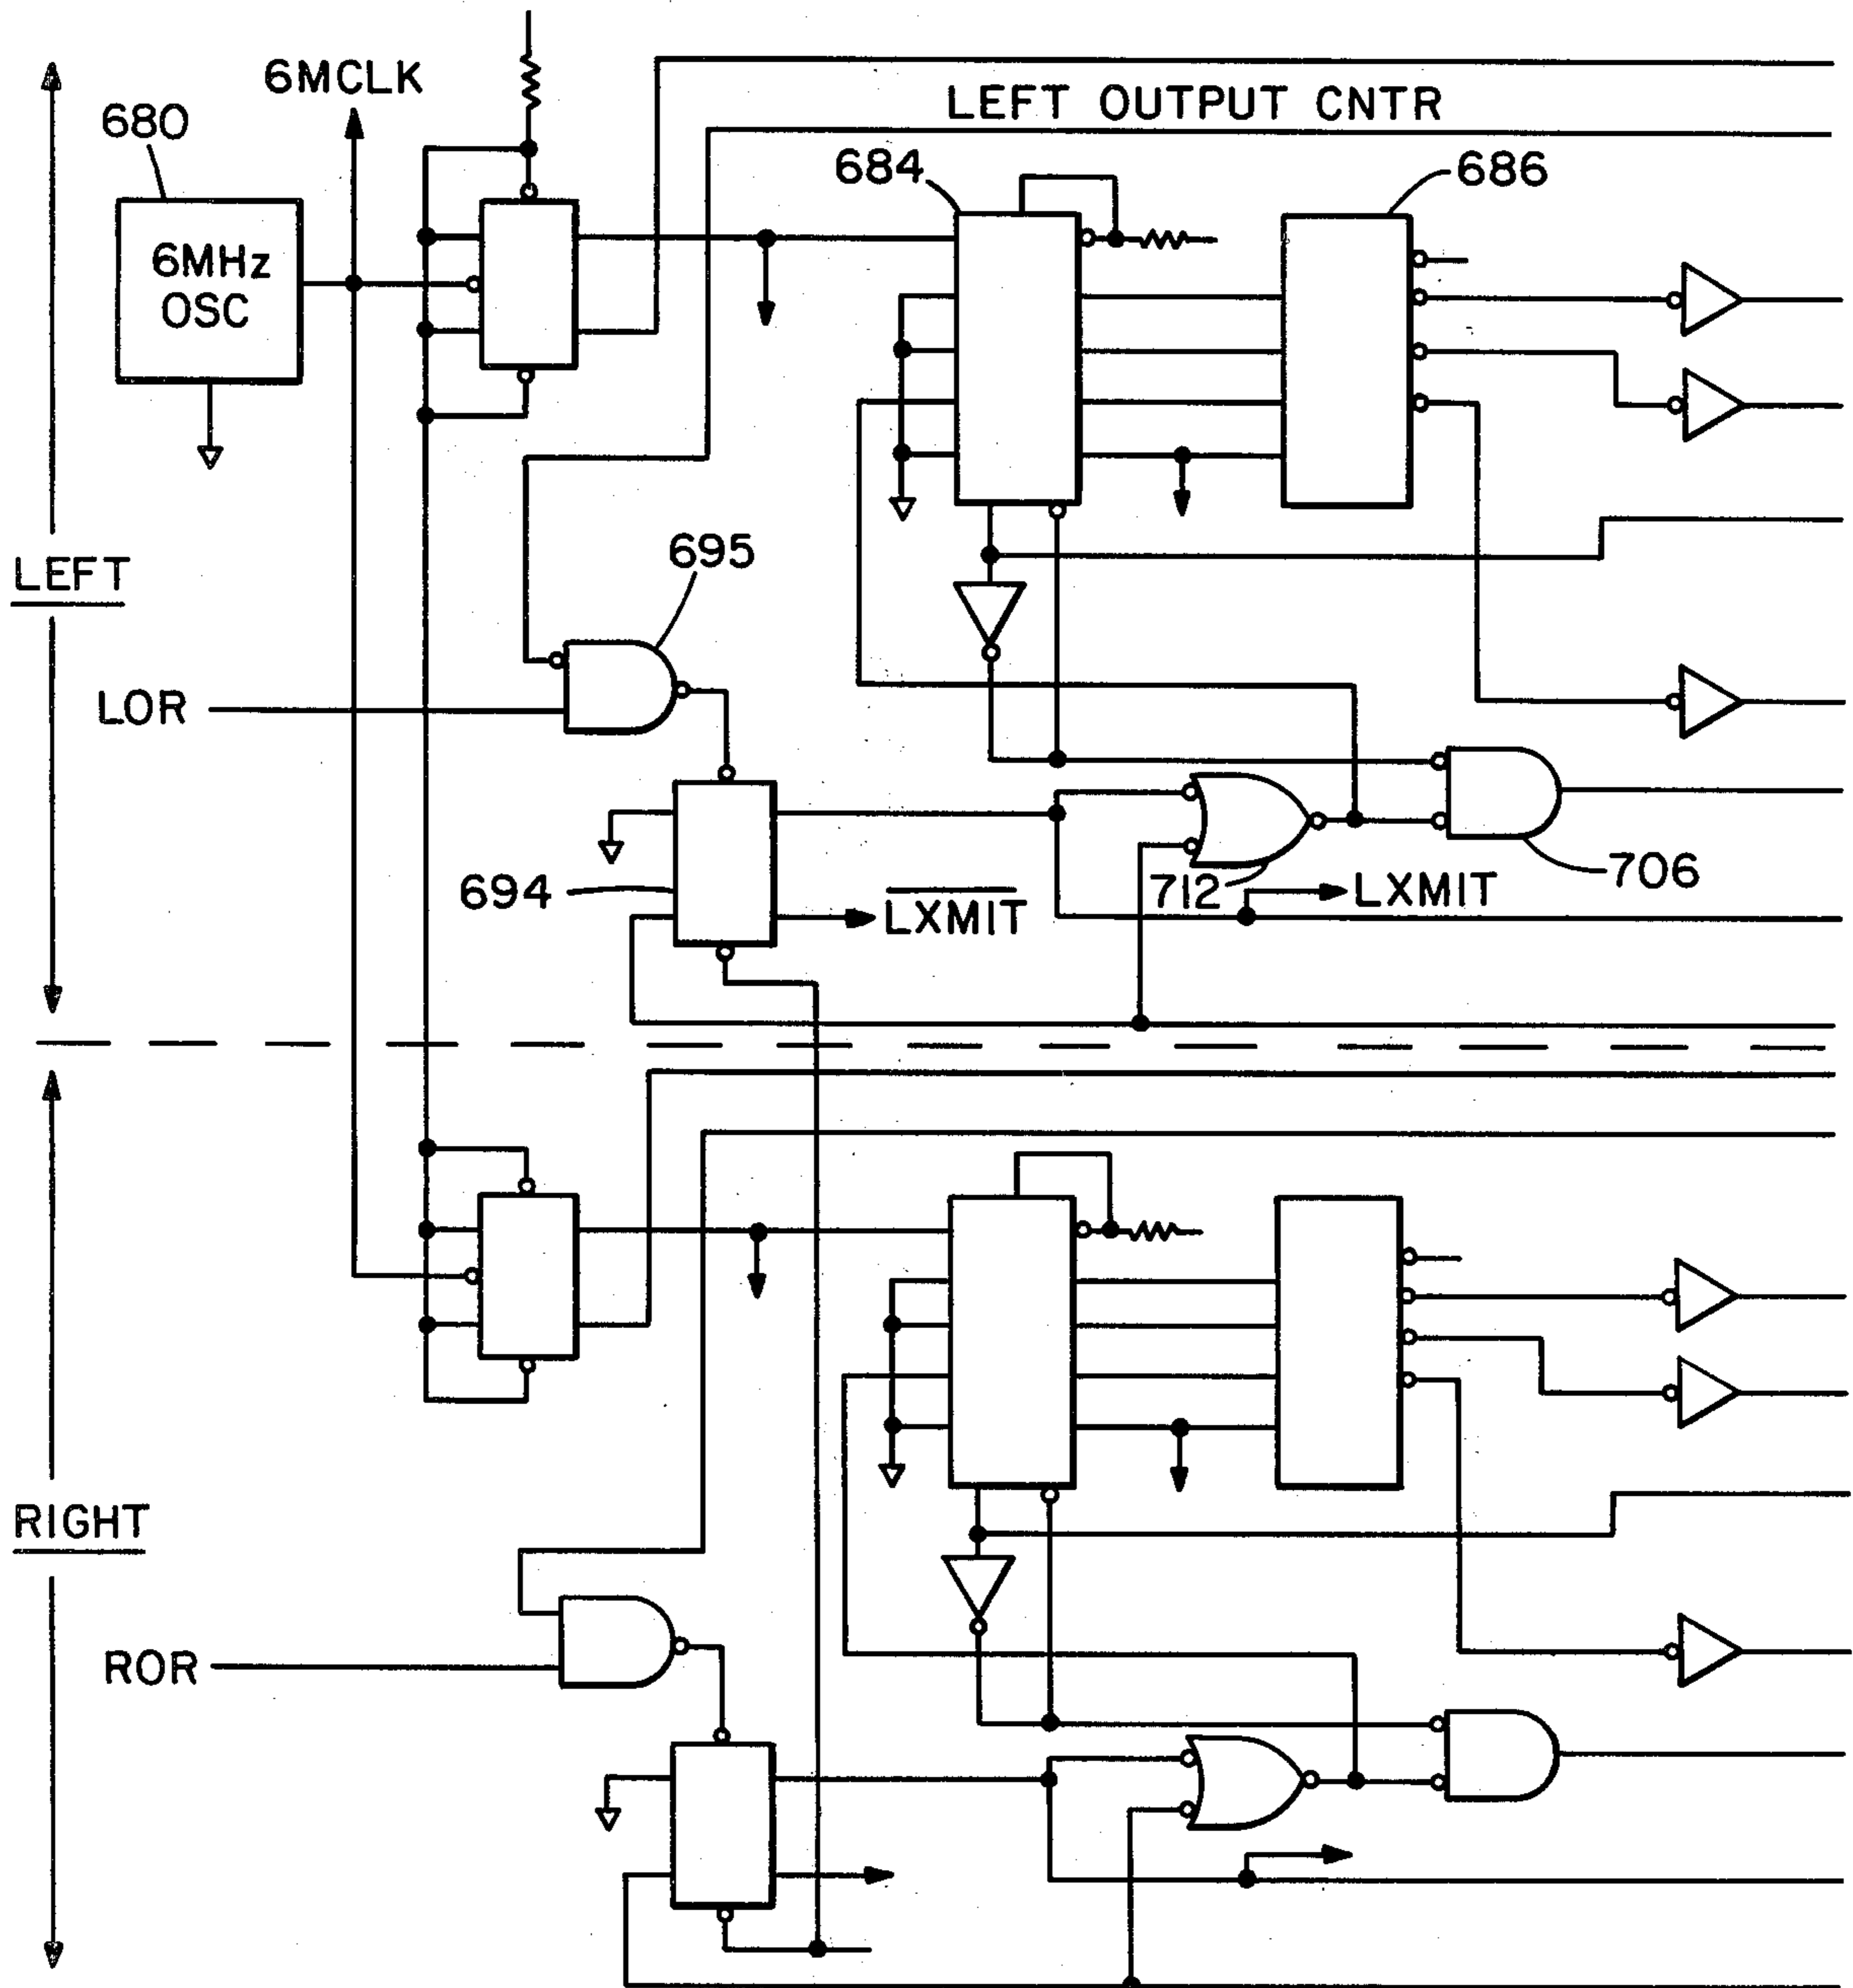 6MCLK
LEFT OUTPUT CNTR
680
684
686
6MHz
OSC
LEFT
695
LOR
694
LXMIT
712
LXMIT
706
RIGHT
ROR